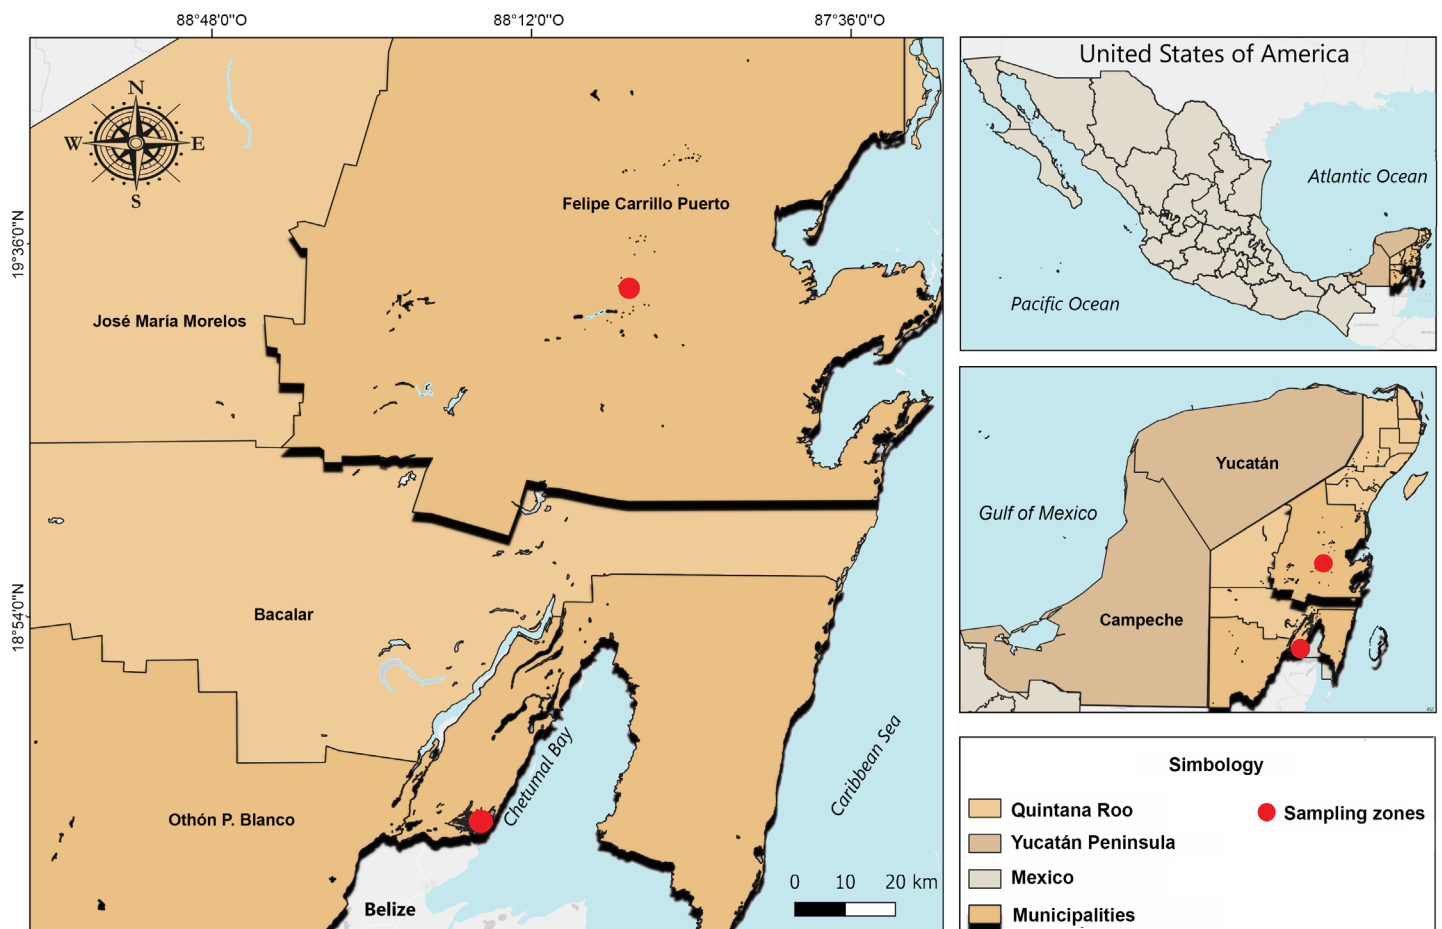 88°48'0"O
88°12'0"O
87°36'0"O
19°36'0"N
18°54'0"N
N
W
E
S
Felipe Carrillo Puerto
José María Morelos
Bacalar
Othón P. Blanco
Chetumal Bay
Caribbean Sea
Belize
0 10 20 km
United States of America
Atlantic Ocean
Pacific Ocean
Yucatán
Gulf of Mexico
Campeche
Simbology
Quintana Roo
Sampling zones
Yucatán Peninsula
Mexico
Municipalities